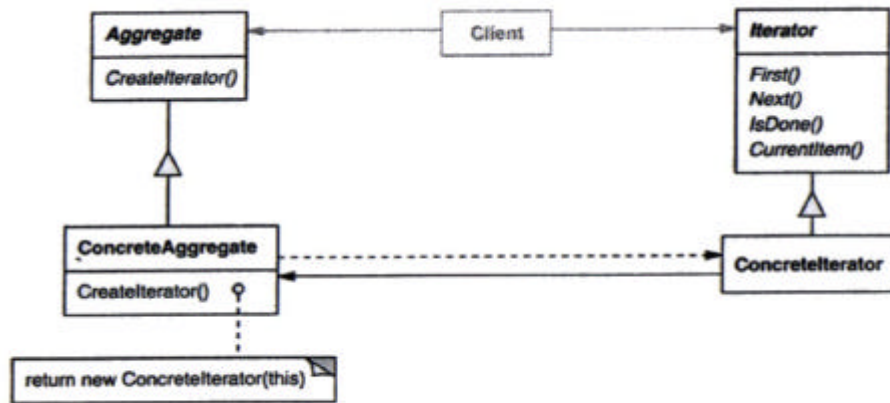 Aggregate
CreateIterator()
Client
Iterator
First()
Next()
IsDone()
CurrentItem()
ConcreteAggregate
CreateIterator()
ConcreteIterator
return new ConcreteIterator(this)